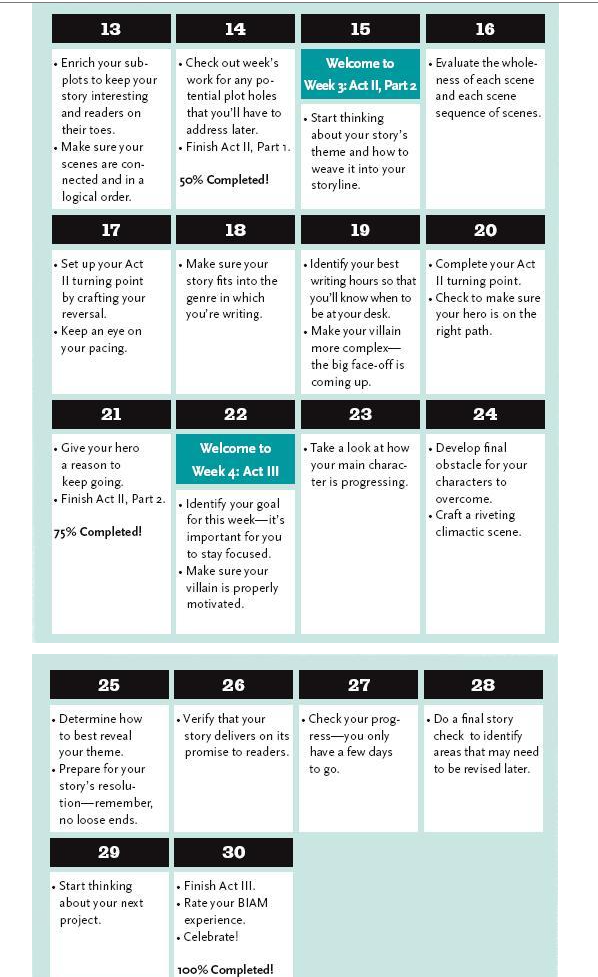 13
• Enrich your sub-
plots to keep your
story interesting
and readers on
their toes.
• Make sure your
scenes are con-
nected and in a
logical order.
14
• Check out week's
work for any po-
tential plot holes
that you'll have to
address later.
• Finish Act II, Part 1.
50% Completed!
15
Welcome to
Week 3: Act II, Part 2
• Start thinking
about your story's
theme and how to
weave it into your
storyline.
16
• Evaluate the whole-
ness of each scene
and each scene
sequence of scenes.
17
• Set up your Act
II turning point
by crafting your
reversal.
• Keep an eye on
your pacing.
18
• Make sure your
story fits into the
genre in which
you're writing.
19
• Identify your best
writing hours so that
you'll know when to
be at your desk.
• Make your villain
more complex—
the big face-off is
coming up.
20
• Complete your Act
II turning point.
• Check to make sure
your hero is on the
right path.
21
• Give your hero
a reason to
keep going.
• Finish Act II, Part 2.
75% Completed!
22
Welcome to
Week 4: Act III
• Identify your goal
for this week—it's
important for you
to stay focused.
• Make sure your
villain is properly
motivated.
23
• Take a look at how
your main charac-
ter is progressing.
24
• Develop final
obstacle for your
characters to
overcome.
• Craft a riveting
climactic scene.
25
• Determine how
to best reveal
your theme.
• Prepare for your
story's resolu-
tion—remember,
no loose ends.
26
• Verify that your
story delivers on its
promise to readers.
27
• Check your prog-
ress—you only
have a few days
to go.
28
• Do a final story
check to identify
areas that may need
to be revised later.
29
• Start thinking
about your next
project.
30
• Finish Act III.
• Rate your BIAM
experience.
• Celebrate!
100% Completed!